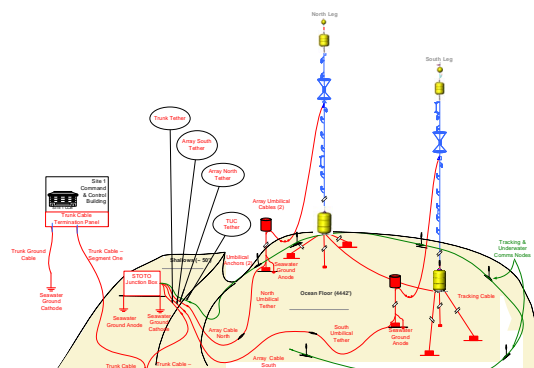 North Leg
South Leg
Trunk Tether
Array South
Tether
Array North
Tether
TUC
Tether
Site 1
Command
& Control
Building
Trunk Cable
Termination Panel
Array Umbilical
Cables (2)
Trunk Ground
Cable
Trunk Cable –
Segment One
Shallows (~ 50')
Umbilical
Anchors (2)
Seawater
Ground
Anode
Tracking &
Underwater
Comms Nodes
STOTO
Junction Box
Seawater
Ground
Cathode
Seawater
Ground Anode
Seawater
Ground
Cathode
North
Umbilical
Tether
Ocean Floor (4442')
Tracking Cable
Array Cable
North
South
Umbilical
Tether
Seawater
Ground
Anode
Trunk Cable
Trunk Cable –
Array Cable
South